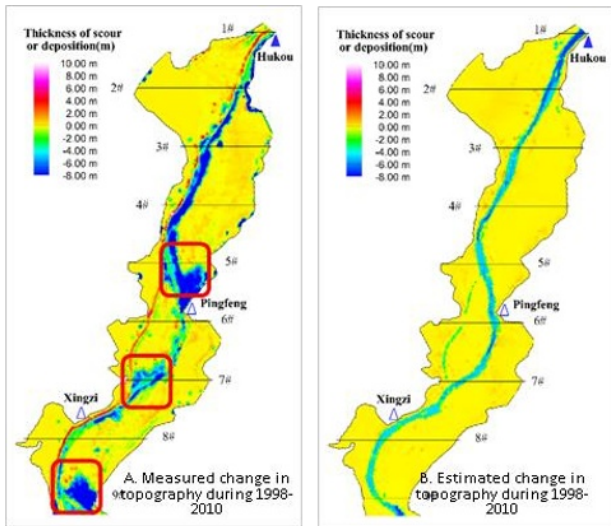 Thickness of scour
or deposition(m)
10.00 m
8.00 m
6.00 m
4.00 m
2.00 m
0.00 m
-2.00 m
-4.00 m
-6.00 m
-8.00 m
1#
Hukou
2#
3#
4#
5#
Pingfeng
6#
7#
Xingzi
8#
9#
A. Measured change in
topography during 1998-
2010
Thickness of scour
or deposition(m)
10.00 m
8.00 m
6.00 m
4.00 m
2.00 m
0.00 m
-2.00 m
-4.00 m
-6.00 m
-8.00 m
1#
Hukou
2#
3#
4#
5#
Pingfeng
6#
7#
Xingzi
8#
B. Estimated change in
topography during 1998-
2010